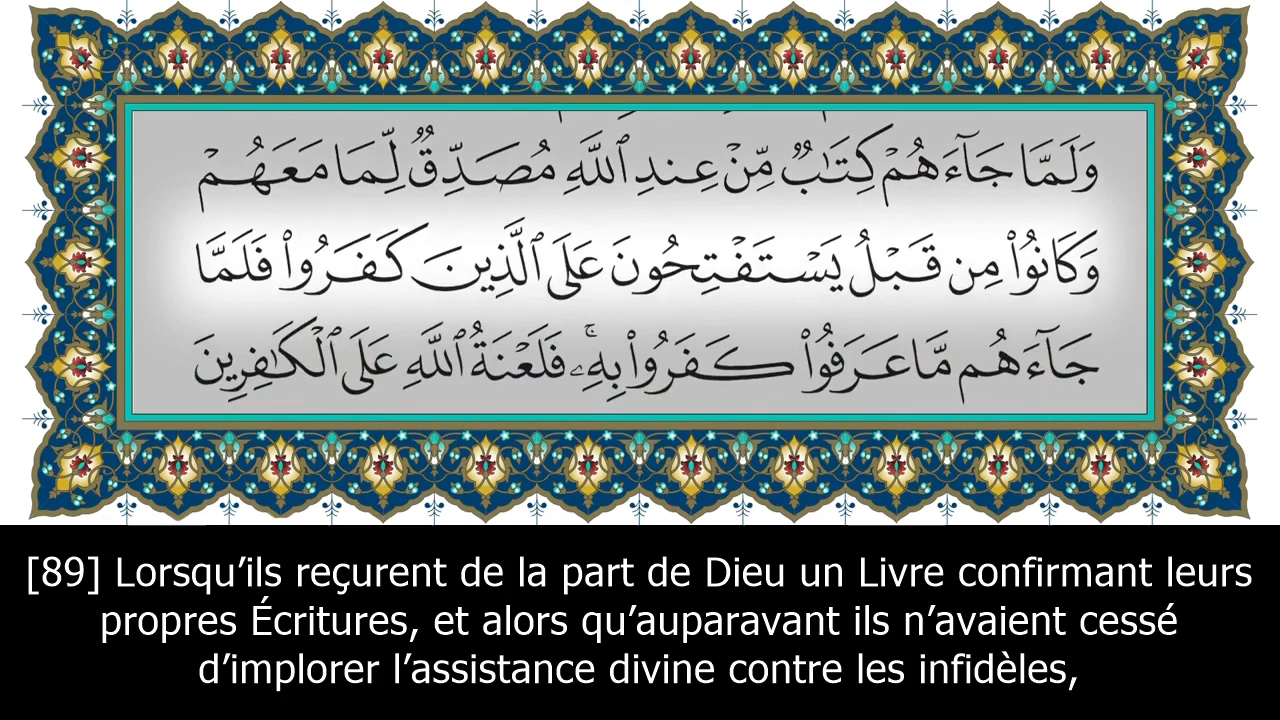 وَلَمَّا جَآءَهُمْ كِتَٰبٌ مِّنْ عِندِ ٱللَّهِ مُصَدِّقٌ لِّمَا مَعَهُمْ
وَكَانُوا۟ مِن قَبْلُ يَسْتَفْتِحُونَ عَلَى ٱلَّذِينَ كَفَرُوا۟ فَلَمَّا
جَآءَهُم مَّا عَرَفُوا۟ كَفَرُوا۟ بِهِۦ ۚ فَلَعْنَةُ ٱللَّهِ عَلَى ٱلْكَٰفِرِينَ
[89] Lorsqu’ils reçurent de la part de Dieu un Livre confirmant leurs
propres Écritures, et alors qu’auparavant ils n’avaient cessé
d’implorer l’assistance divine contre les infidèles,